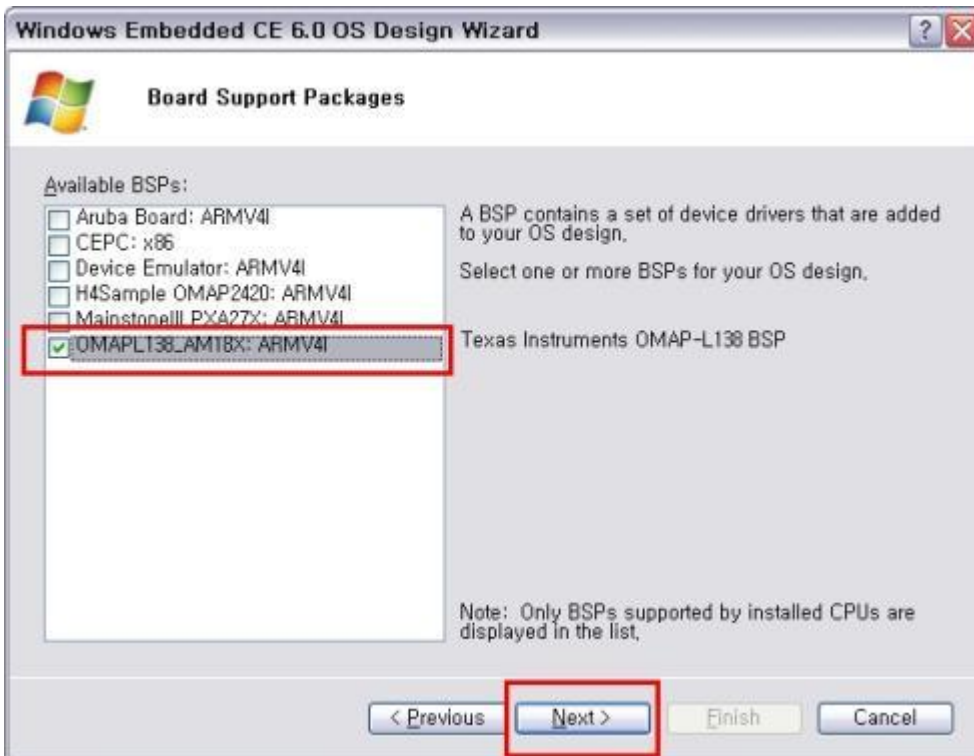 Windows Embedded CE 6.0 OS Design Wizard
?
Board Support Packages
Available BSPs:
Aruba Board: ARMV4I
CEPC: x86
Device Emulator: ARMV4I
H4Sample OMAP2420: ARMV4I
MainstoneIII PXA27X: ARMV4I
OMAPL138_AM18X: ARMV4I
A BSP contains a set of device drivers that are added
to your OS design,
Select one or more BSPs for your OS design,
Texas Instruments OMAP-L138 BSP
Note: Only BSPs supported by installed CPUs are
displayed in the list,
< Previous
Next >
Finish
Cancel